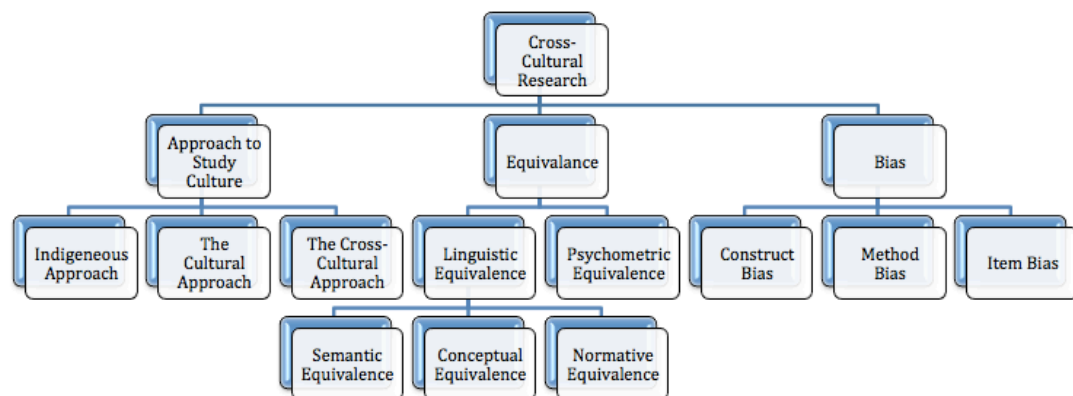 Cross-
Cultural
Research
Approach to
Study
Culture
Equivalance
Bias
Indigeneous
Approach
The
Cultural
Approach
The Cross-
Cultural
Approach
Linguistic
Equivalence
Psychometric
Equivalence
Construct
Bias
Method
Bias
Item Bias
Semantic
Equivalence
Conceptual
Equivalence
Normative
Equivalence